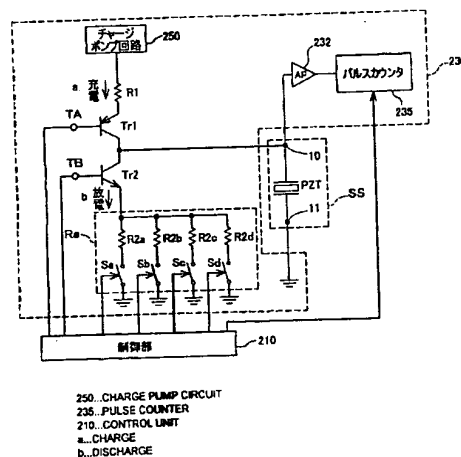 チャージ
ポンプ回路
250
232
AP
パルスカウンタ
23
235
a 充電
R1
TA
Tr1
TB
Tr2
b 放電
10
PZT
11
SS
Ra
R2a
R2b
R2c
R2d
Sa
Sb
Sc
Sd
制御部
210
250...CHARGE PUMP CIRCUIT
235...PULSE COUNTER
210...CONTROL UNIT
a...CHARGE
b...DISCHARGE